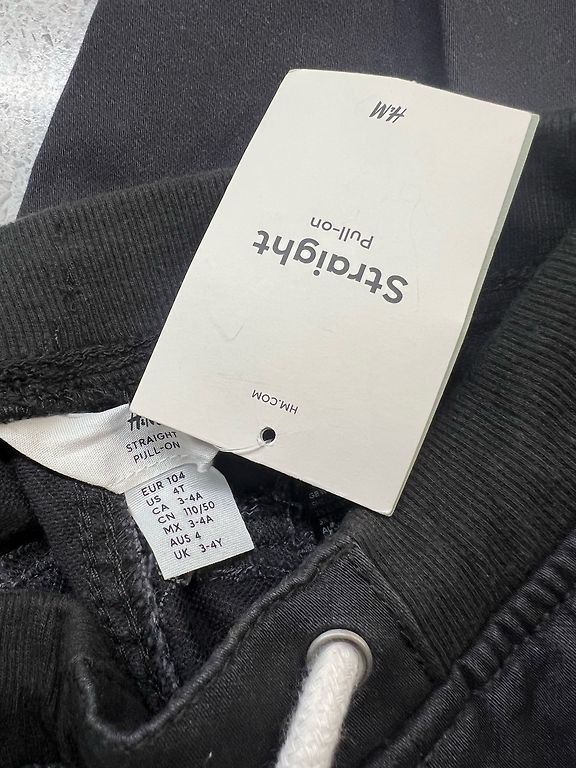 H&M
Straight
Pull-on
HM.COM
H&M
STRAIGHT
PULL-ON
EUR 104
US 4T
CA 3-4A
CN 110/50
MX 3-4A
AUS 4
UK 3-4Y